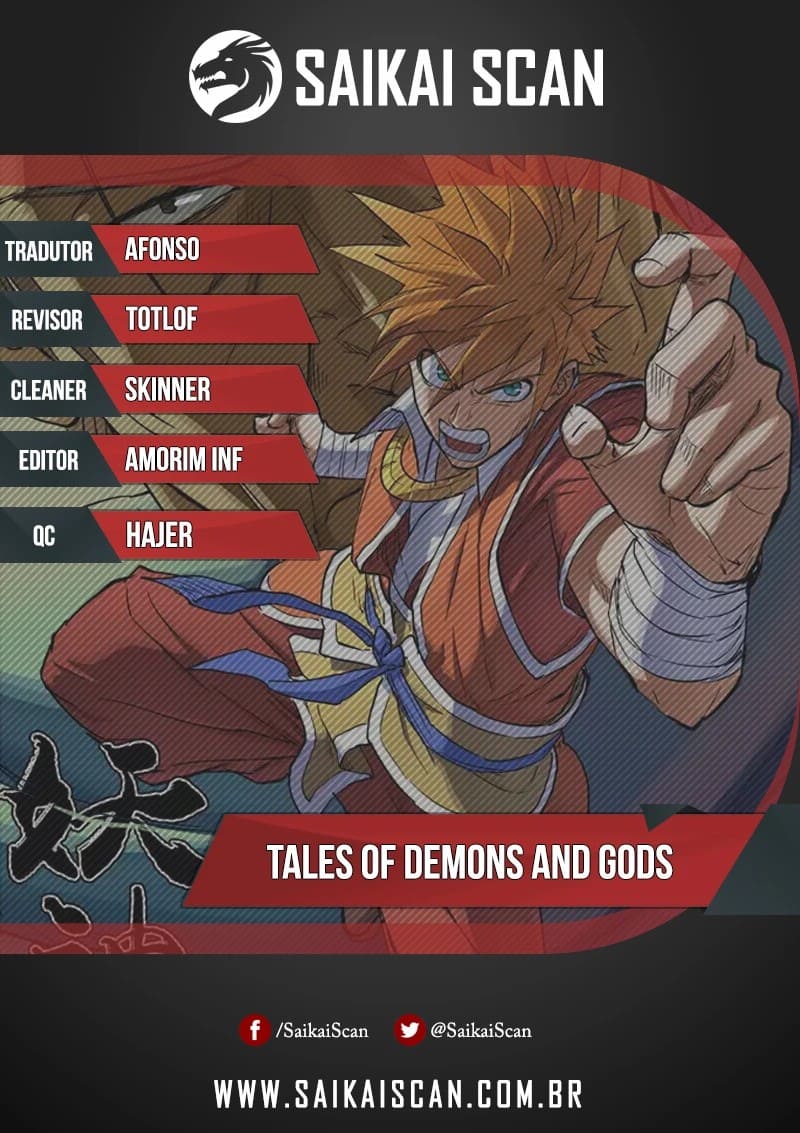 SAIKAI SCAN
TRADUTOR AFONSO
REVISOR TOTLOF
CLEANER SKINNER
EDITOR AMORIM INF
QC HAJER
妖
TALES OF DEMONS AND GODS
/SaikaiScan @SaikaiScan
WWW.SAIKAISCAN.COM.BR